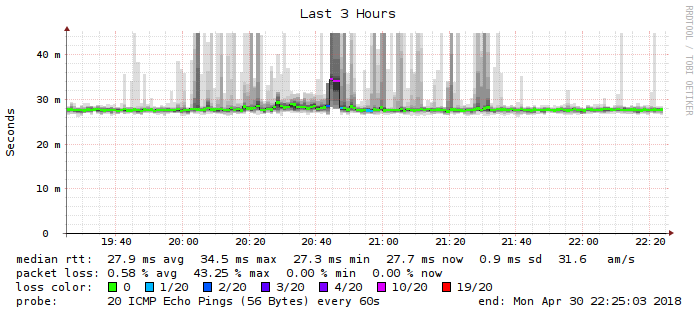 Last 3 Hours
RRDTOOL / TOBI OETIKER
Seconds
40 m
30 m
20 m
10 m
0
19:40 20:00 20:20 20:40 21:00 21:20 21:40 22:00 22:20
median rtt: 27.9 ms avg 34.5 ms max 27.3 ms min 27.7 ms now 0.9 ms sd 31.6 am/s
packet loss: 0.58 % avg 43.25 % max 0.00 % min 0.00 % now
loss color: 0 1/20 2/20 3/20 4/20 10/20 19/20
probe: 20 ICMP Echo Pings (56 Bytes) every 60s end: Mon Apr 30 22:25:03 2018